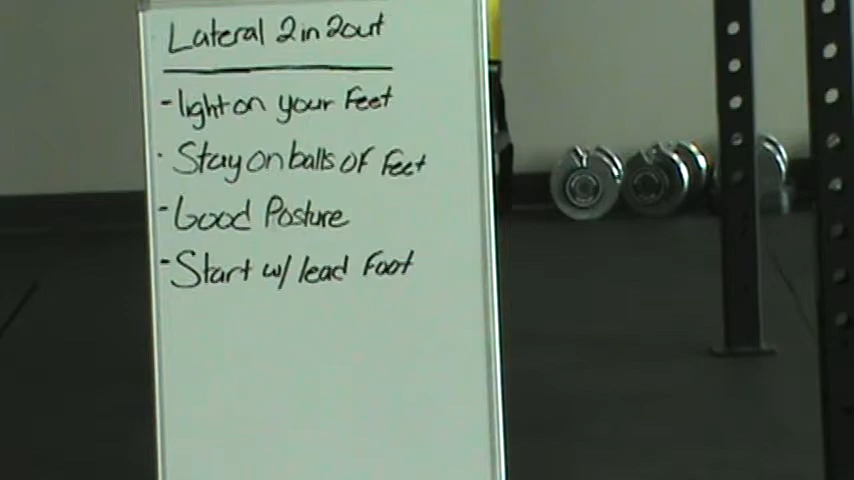 Lateral 2 in 2 out
- light on your Feet
· Stay on balls of Feet
- Good Posture
- Start w/ lead Foot